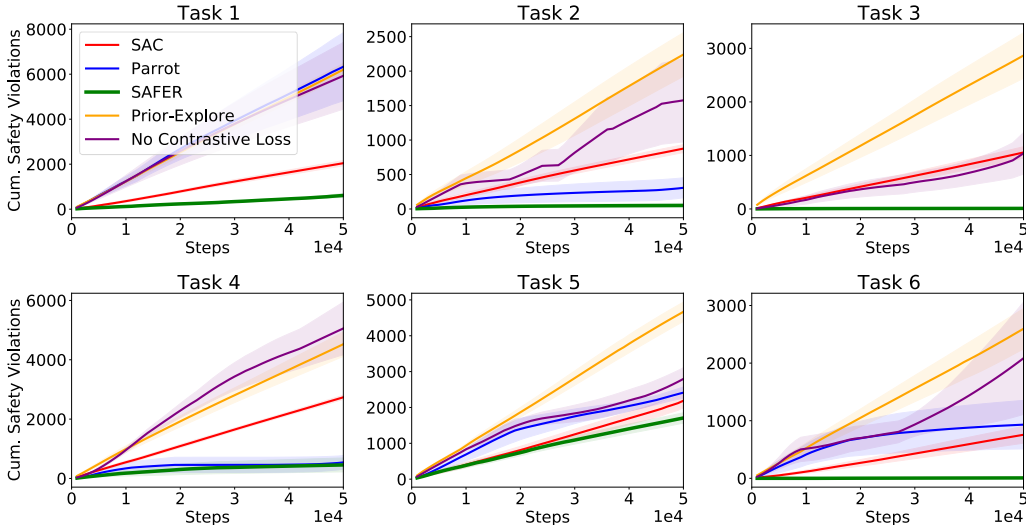 Task 1
Task 2
Task 3
Cum. Safety Violations
8000
6000
4000
2000
0
SAC
Parrot
SAFER
Prior-Explore
No Contrastive Loss
0 1 2 3 4 5
Steps
1e4
2500
2000
1500
1000
500
0
0 1 2 3 4 5
Steps
1e4
3000
2000
1000
0
0 1 2 3 4 5
Steps
1e4
Task 4
Task 5
Task 6
Cum. Safety Violations
6000
4000
2000
0
0 1 2 3 4 5
Steps
1e4
5000
4000
3000
2000
1000
0
0 1 2 3 4 5
Steps
1e4
3000
2000
1000
0
0 1 2 3 4 5
Steps
1e4